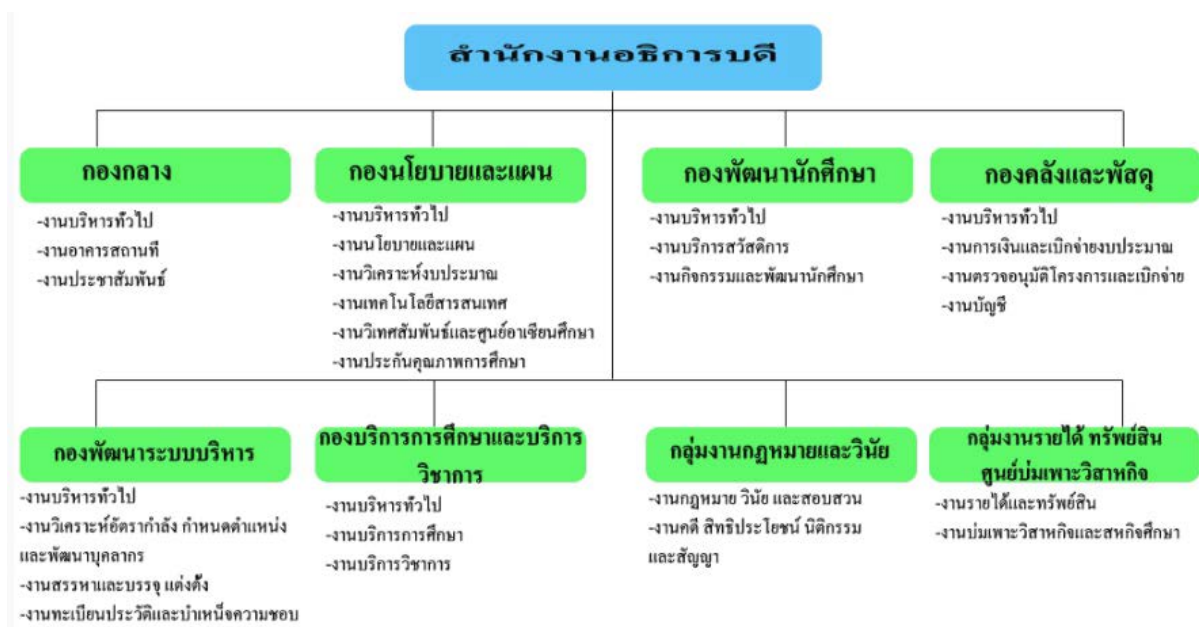 สำนักงานอธิการบดี
กองกลาง
-งานบริหารทั่วไป
-งานอาคารสถานที่
-งานประชาสัมพันธ์
กองนโยบายและแผน
-งานบริหารทั่วไป
-งานนโยบายและแผน
-งานวิเคราะห์งบประมาณ
-งานเทคโนโลยีสารสนเทศ
-งานวิเทศสัมพันธ์และศูนย์อาเซียนศึกษา
-งานประกันคุณภาพการศึกษา
กองพัฒนานักศึกษา
-งานบริหารทั่วไป
-งานบริการสวัสดิการ
-งานกิจกรรมและพัฒนานักศึกษา
กองคลังและพัสดุ
-งานบริหารทั่วไป
-งานการเงินและเบิกจ่ายงบประมาณ
-งานตรวจอนุมัติโครงการและเบิกจ่าย
-งานบัญชี
กองพัฒนาระบบบริหาร
-งานบริหารทั่วไป
-งานวิเคราะห์อัตรากำลัง กำหนดตำแหน่ง
และพัฒนาบุคลากร
-งานสรรหาและบรรจุ แต่งตั้ง
-งานทะเบียนประวัติและบำเหน็จความชอบ
กองบริการการศึกษาและบริการ
วิชาการ
-งานบริหารทั่วไป
-งานบริการการศึกษา
-งานบริการวิชาการ
กลุ่มงานกฎหมายและวินัย
-งานกฎหมาย วินัย และสอบสวน
-งานคดี สิทธิประโยชน์ นิติกรรม
และสัญญา
กลุ่มงานรายได้ ทรัพย์สิน
ศูนย์บ่มเพาะวิสาหกิจ
-งานรายได้และทรัพย์สิน
-งานบ่มเพาะวิสาหกิจและสหกิจศึกษา